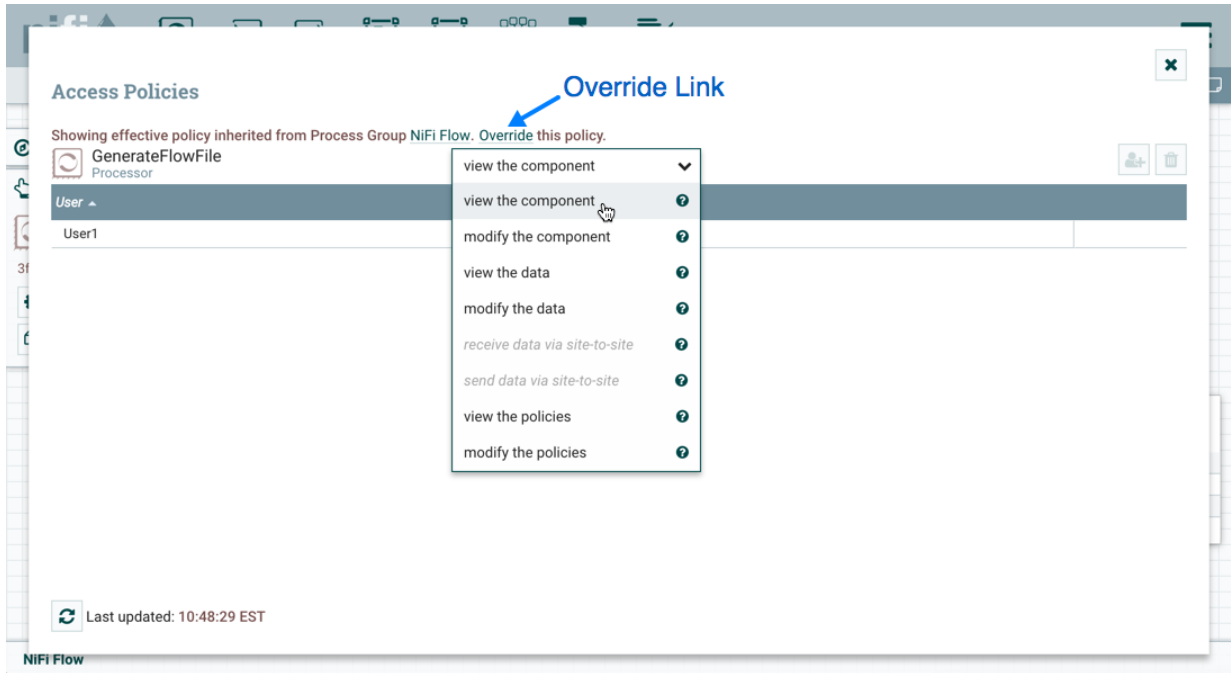 Access Policies
Override Link
Showing effective policy inherited from Process Group NiFi Flow. Override this policy.
GenerateFlowFile
Processor
view the component
User
view the component
User1
modify the component
view the data
modify the data
receive data via site-to-site
send data via site-to-site
view the policies
modify the policies
Last updated: 10:48:29 EST
NiFi Flow